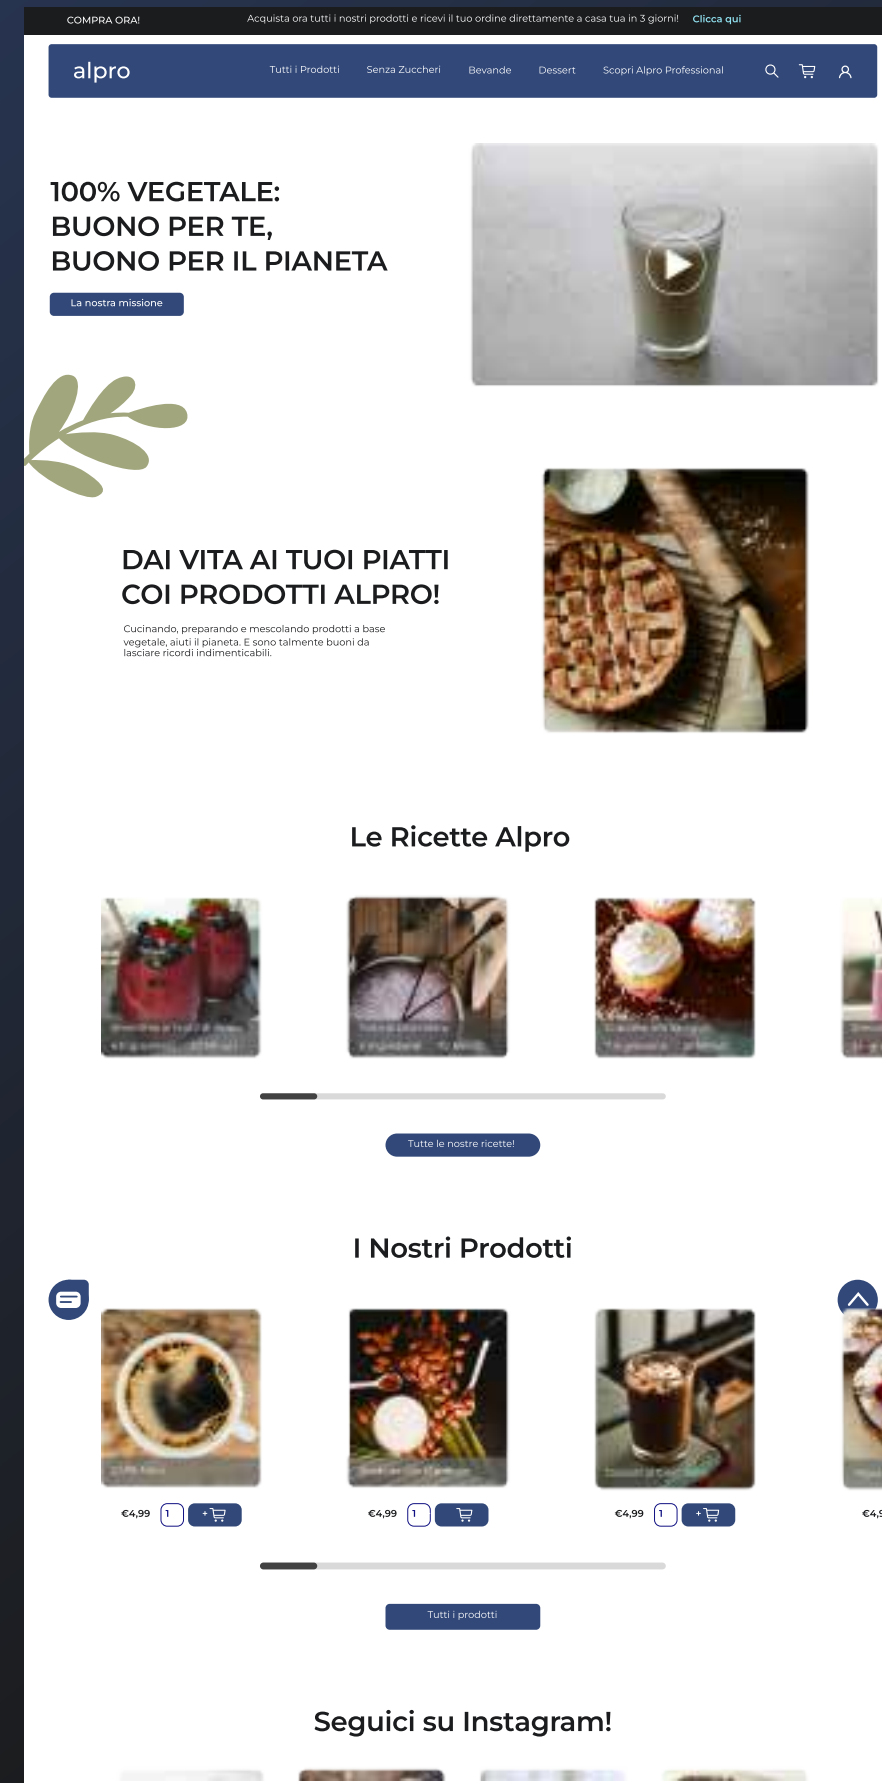 COMPRA ORA!
Acquista ora tutti i nostri prodotti e ricevi il tuo ordine direttamente a casa tua in 3 giorni! Clicca qui
alpro
Tutti i Prodotti
Senza Zuccheri
Bevande
Dessert
Scopri Alpro Professional
100% VEGETALE:
BUONO PER TE,
BUONO PER IL PIANETA
La nostra missione
DAI VITA AI TUOI PIATTI
COI PRODOTTI ALPRO!
Cucinando, preparando e mescolando prodotti a base
vegetale, aiuti il pianeta. E sono talmente buoni da
lasciare ricordi indimenticabili.
Le Ricette Alpro
Tutte le nostre ricette!
I Nostri Prodotti
€4,99 1 +
€4,99 1
€4,99 1 +
Tutti i prodotti
Seguici su Instagram!